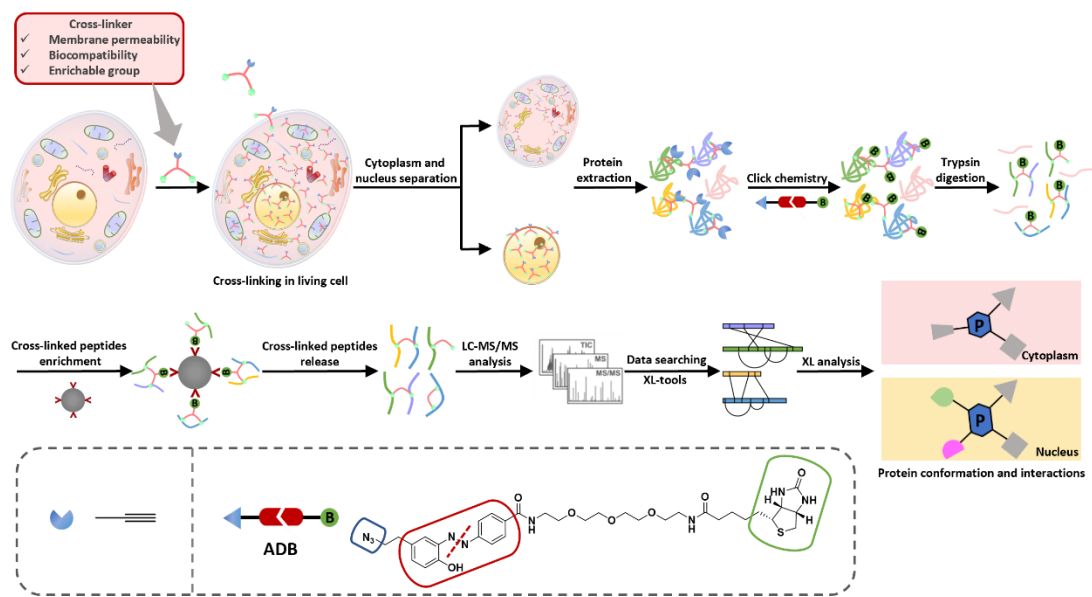 Cross-linker
✓ Membrane permeability
✓ Biocompatibility
✓ Enrichable group
Cross-linking in living cell
Cytoplasm and
nucleus separation
Protein
extraction
Click chemistry
B
Trypsin
digestion
B
B
B
B
B
B
B
B
Cross-linked peptides
enrichment
B
B
B
B
Cross-linked peptides
release
LC-MS/MS
analysis
TIC
MS
MS/MS
Data searching
XL-tools
XL analysis
P
Cytoplasm
P
Nucleus
Protein conformation and interactions
B
ADB
N3
OH
N
N
O
N
H
O
O
O
H
N
O
O
HN
NH
H
H
S